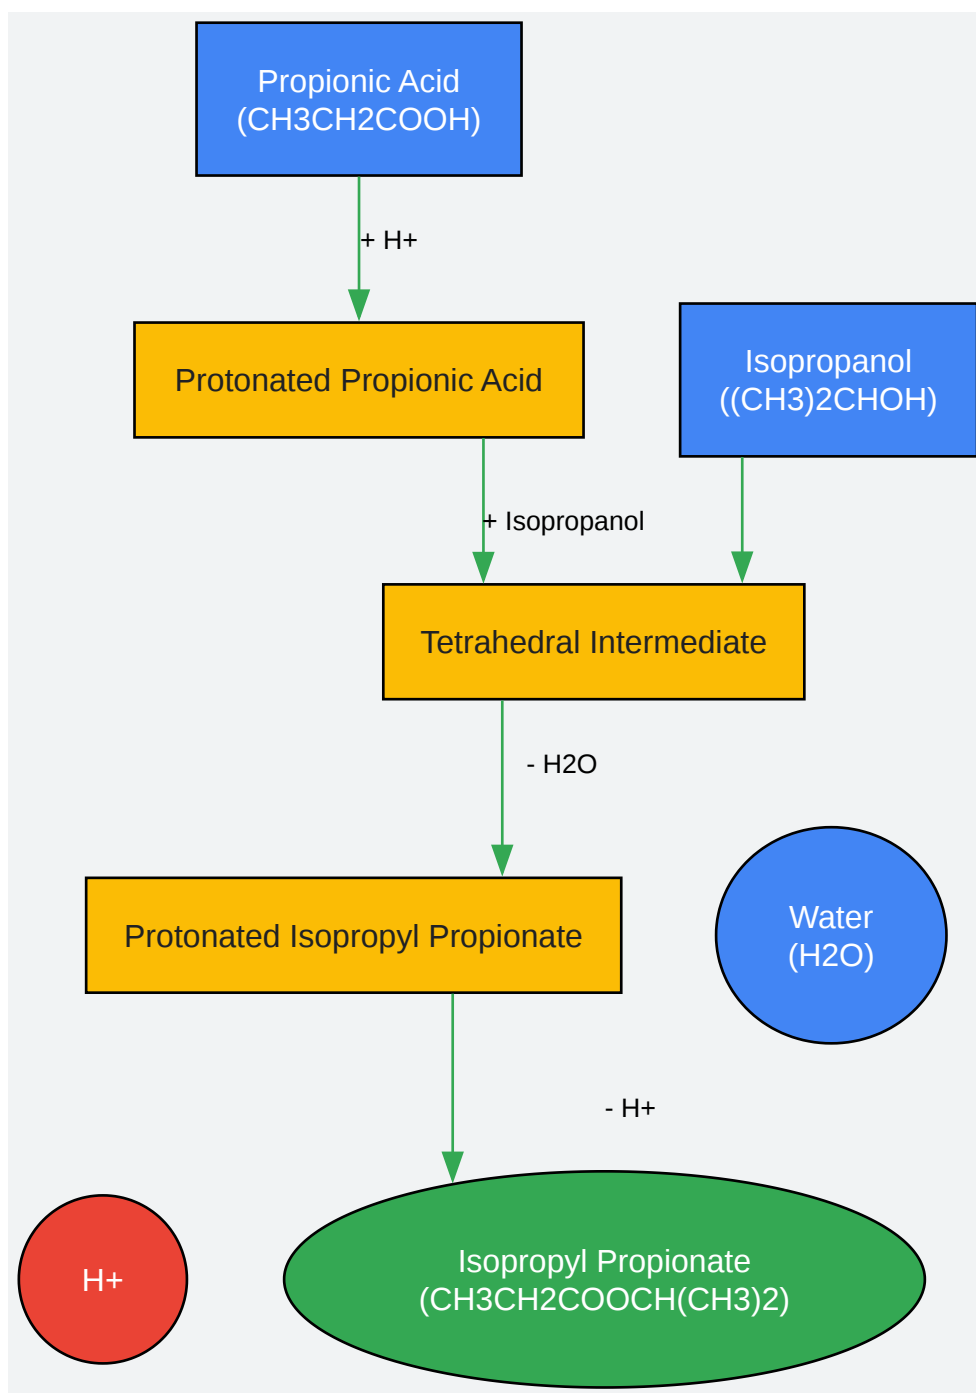 Propionic Acid
(CH3CH2COOH)
+ H+
Protonated Propionic Acid
Isopropanol
((CH3)2CHOH)
+ Isopropanol
Tetrahedral Intermediate
- H2O
Protonated Isopropyl Propionate
Water
(H2O)
- H+
H+
Isopropyl Propionate
(CH3CH2COOCH(CH3)2)